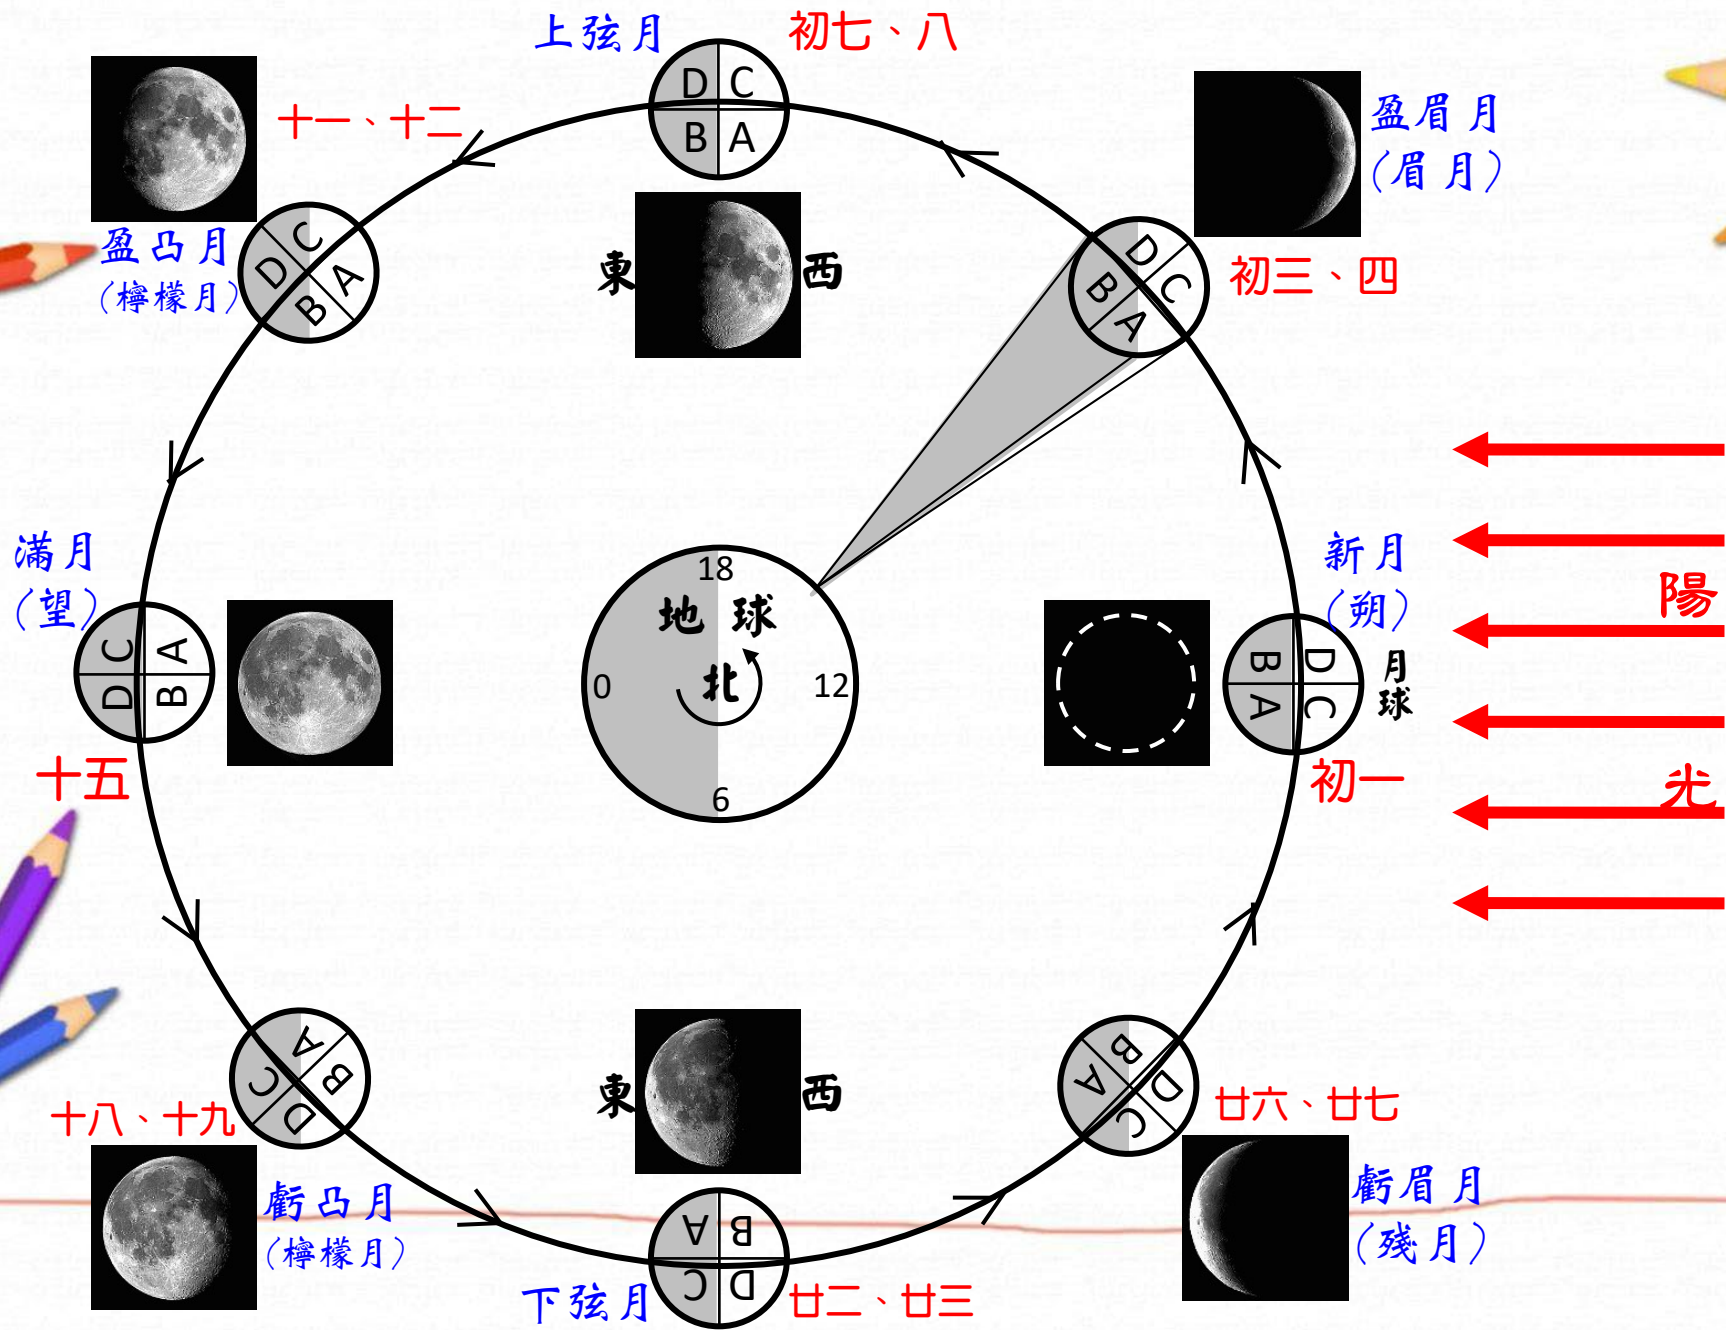 上弦月
初七、八
D C
B A
東 西
十一、十二
盈凸月
(檸檬月)
C
D A
B
盈眉月
(眉月)
初三、四
D
B C
A
滿月
(望)
C A
D B
十五
18
地球
北
0
12
6
新月
(朔)
B D
A C
月球
初一
陽光
A
C B
D
十八、十九
虧凸月
(檸檬月)
東 西
A B
C D
下弦月
廿二、廿三
B
A D
C
廿六、廿七
虧眉月
(殘月)